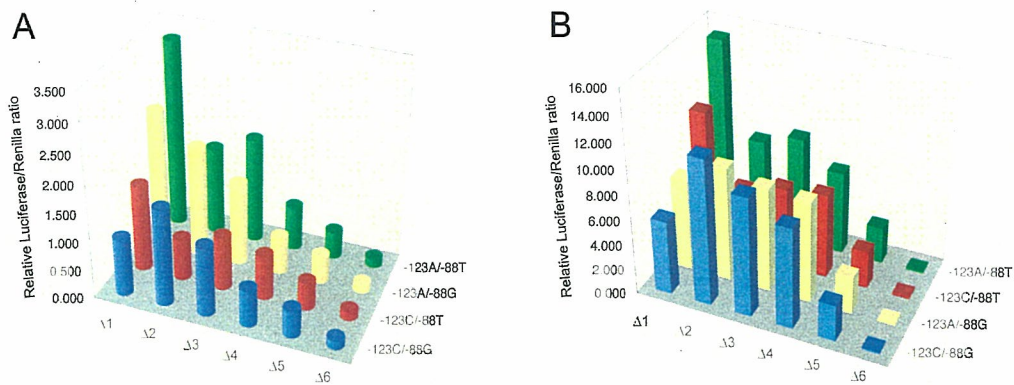 A
Relative Luciferase/Renilla ratio
3.500
3.000
2.500
2.000
1.500
1.000
0.500
0.000
Δ1
Δ2
Δ3
Δ4
Δ5
Δ6
-123A/-88T
-123A/-88G
-123C/-88T
-123C/-88G
B
Relative Luciferase/Renilla ratio
16.000
14.000
12.000
10.000
8.000
6.000
4.000
2 000
0 000
Δ1
Δ2
Δ3
Δ4
Δ5
Δ6
-123A/-88T
-123C/-88T
-123A/-88G
-123C/-88G